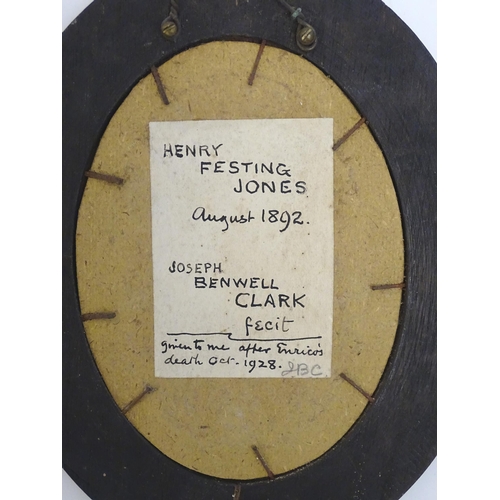 HENRY
FESTING
JONES
August 1892.
JOSEPH
BENWELL
CLARK
fecit
given to me after Enrico's
death Oct. 1928. JBC